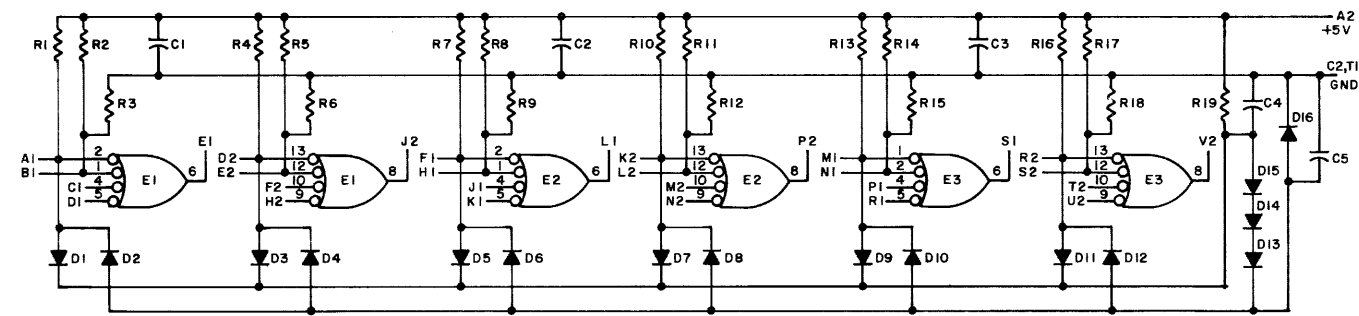 A2
+5V
R1 R2 C1 R4 R5 R7 R8 C2 R10 R11 R13 R14 C3 R16 R17
C2,T1
GND
R3 R6 R9 R12 R15 R18 R19 C4 D16 C5
E1 J2 L1 P2 S1 V2
A1 2 D2 13 F1 2 K2 13 M1 1 R2 13
B1 1 E2 12 H1 1 L2 12 N1 2 S2 12
C1 4 E1 6 F2 10 E1 8 J1 4 E2 6 M2 10 E2 8 P1 4 E3 6 T2 10 E3 8
D1 5 H2 9 K1 5 N2 9 R1 5 U2 9
D15
D14
D1 D2 D3 D4 D5 D6 D7 D8 D9 D10 D11 D12 D13